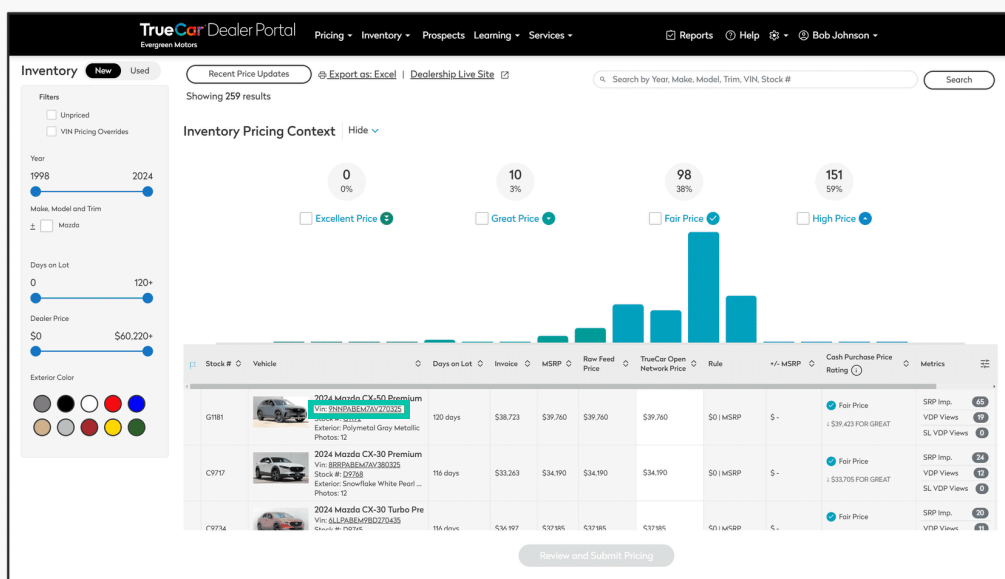 TrueCar Dealer Portal
Evergreen Motors
Pricing
Inventory
Prospects
Learning
Services
Reports
Help
Bob Johnson
Inventory
New
Used
Recent Price Updates
Export as: Excel | Dealership Live Site
Search by Year, Make, Model, Trim, VIN, Stock #
Search
Showing 259 results
Filters
Unpriced
VIN Pricing Overrides
Year
1998 2024
Make, Model and Trim
± Mazda
Days on Lot
0 120+
Dealer Price
$0 $60,220+
Exterior Color
Inventory Pricing Context Hide
0
0%
Excellent Price
10
3%
Great Price
98
38%
Fair Price
151
59%
High Price
Stock # Vehicle Days on Lot Invoice MSRP Raw Feed Price TrueCar Open Network Price Rule +/- MSRP Cash Purchase Price Rating Metrics
G1181
2024 Mazda CX-50 Premium
Vin: 9NNPABEM7AV270325
Exterior: Polymetal Gray Metallic
Photos: 12
120 days $38,723 $39,760 $39,760 $39,760 $0 | MSRP $ -
Fair Price
↓ $39,423 FOR GREAT
SRP Imp. 65
VDP Views 19
SL VDP Views 0
C9717
2024 Mazda CX-30 Premium
Vin: 8RRPABEM7AV380325
Stock #: D9768
Exterior: Snowflake White Pearl ...
Photos: 12
116 days $33,263 $34,190 $34,190 $34,190 $0 | MSRP $ -
Fair Price
↓ $33,705 FOR GREAT
SRP Imp. 24
VDP Views 12
SL VDP Views 0
C9734
2024 Mazda CX-30 Turbo Pre
Vin: 6LLPABEM9BD270435
Stock #: D9765
116 days $36,197 $37,185 $37,185 $37,185 $0 | MSRP $ -
Fair Price
SRP Imp. 20
VDP Views 11
Review and Submit Pricing